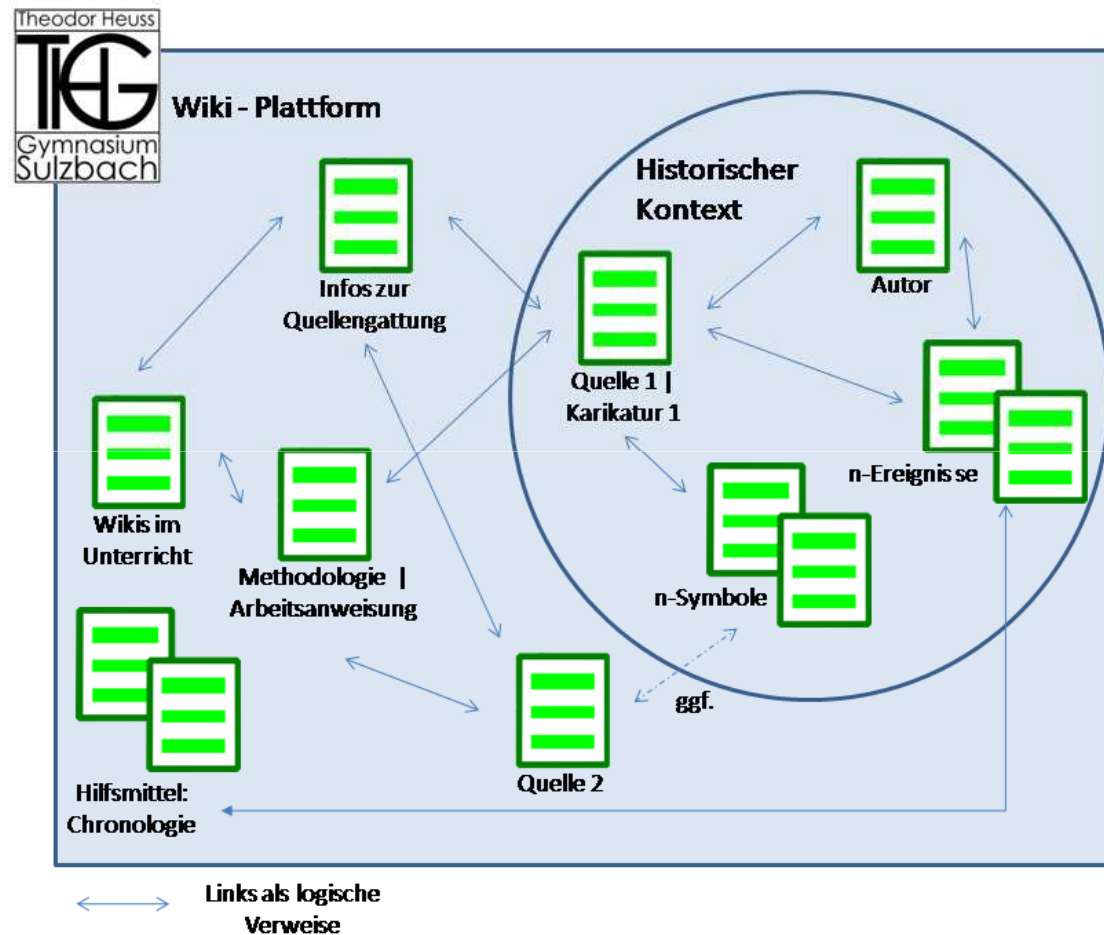 Theodor Heuss
THG
Gymnasium
Sulzbach
Wiki - Plattform
Historischer
Kontext
Infos zur
Quellengattung
Autor
Quelle 1 |
Karikatur 1
n-Ereignisse
Wikis im
Unterricht
Methodologie |
Arbeitsanweisung
n-Symbole
ggf.
Quelle 2
Hilfsmittel:
Chronologie
Links als logische
Verweise